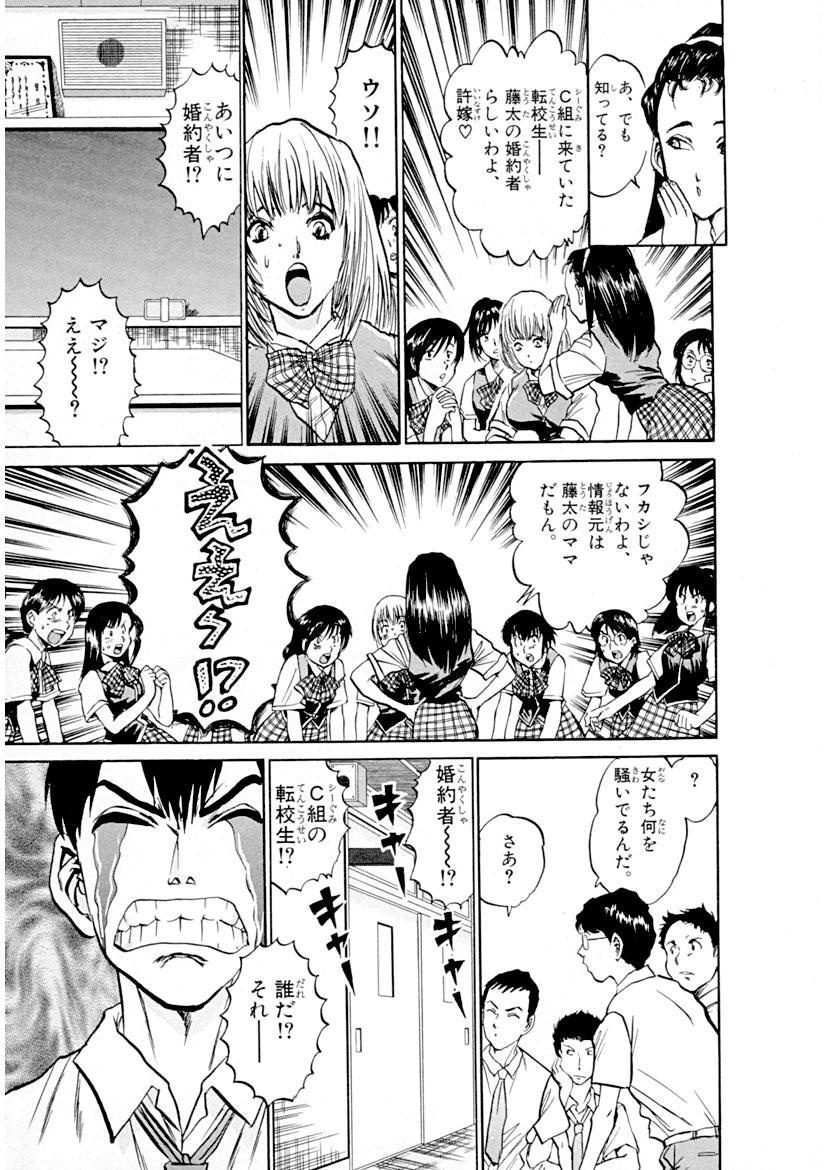 あ、でも
知ってる?
C組に来ていた
転校生――
藤太の婚約者
らしいわよ、
許嫁♡
ウソ!!
あいつに
婚約者!?
マジ!?
ええ~~~?
フカシじゃ
ないわよ、
情報元は
藤太のママ
だもん。
ええ~!?
?
女たち何を
騒いでるんだ。
さあ?
婚約者
~~~!?
キャー
キャー
C組の
転校生!?
誰だ!?
それ――